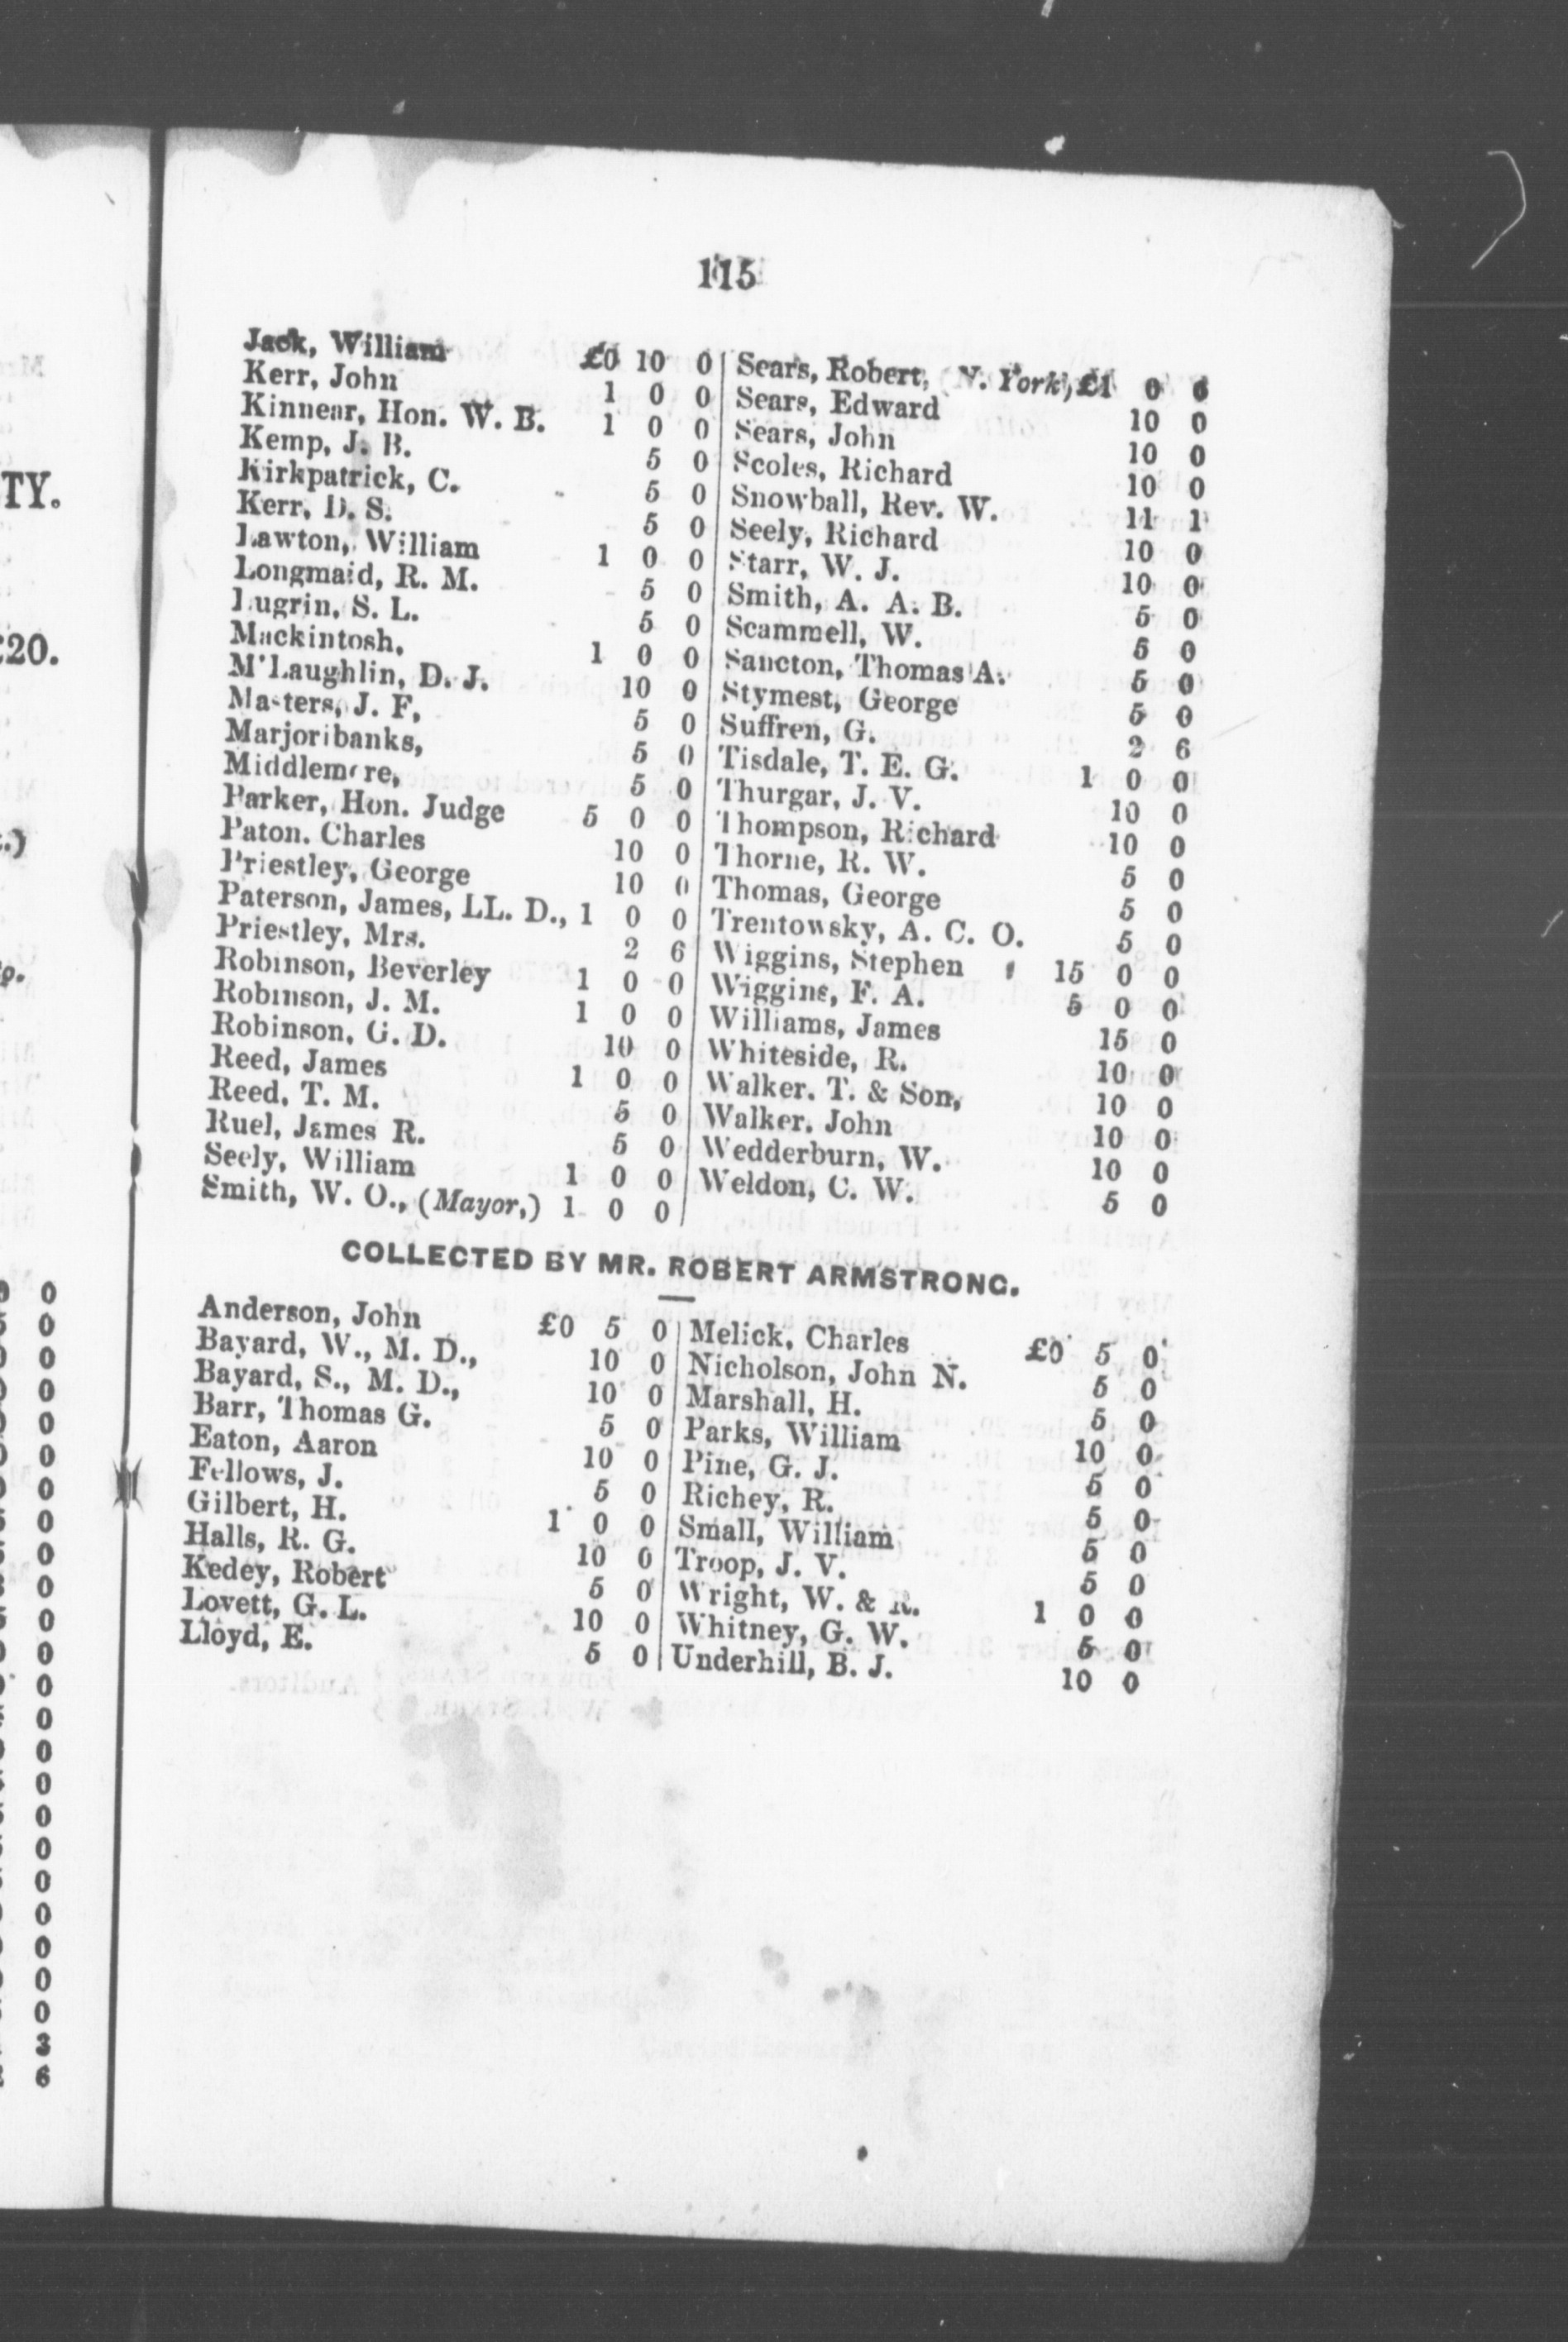 115
Jack, William £0 10 0
Kerr, John 1 0 0
Kinnear, Hon. W. B. 1 0 0
Kemp, J. B. 5 0
Kirkpatrick, C. 5 0
Kerr, D. S. 5 0
Lawton, William 1 0 0
Longmaid, R. M. 5 0
Lugrin, S. L. 5 0
Mackintosh, 1 0 0
M'Laughlin, D. J. 10 0
Masters, J. F, 5 0
Marjoribanks, 5 0
Middlemore, 5 0
Parker, Hon. Judge 5 0 0
Paton. Charles 10 0
Priestley, George 10 0
Paterson, James, LL. D., 1 0 0
Priestley, Mrs. 2 6
Robinson, Beverley 1 0 0
Robinson, J. M. 1 0 0
Robinson, G. D. 10 0
Reed, James 1 0 0
Reed, T. M. 5 0
Ruel, James R. 5 0
Seely, William 1 0 0
Smith, W. O., (Mayor,) 1 0 0
Sears, Robert, (N. York,) £1 0 0
Sears, Edward 10 0
Sears, John 10 0
Scoles, Richard 10 0
Snowball, Rev. W. 11 1
Seely, Richard 10 0
Starr, W. J. 10 0
Smith, A. A. B. 5 0
Scammell, W. 5 0
Sancton, Thomas A. 5 0
Stymest, George 5 0
Suffren, G. 2 6
Tisdale, T. E. G. 1 0 0
Thurgar, J. V. 10 0
Thompson, Richard 10 0
Thorne, R. W. 5 0
Thomas, George 5 0
Trentowsky, A. C. O. 5 0
Wiggins, Stephen 15 0 0
Wiggins, F. A. 5 0 0
Williams, James 15 0
Whiteside, R. 10 0
Walker. T. & Son, 10 0
Walker. John 10 0
Wedderburn, W. 10 0
Weldon, C. W. 5 0
COLLECTED BY MR. ROBERT ARMSTRONG.
Anderson, John £0 5 0
Bayard, W., M. D., 10 0
Bayard, S., M. D., 10 0
Barr, Thomas G. 5 0
Eaton, Aaron 10 0
Fellows, J. 5 0
Gilbert, H. 1 0 0
Halls, R. G. 10 0
Kedey, Robert 5 0
Lovett, G. L. 10 0
Lloyd, E. 5 0
Melick, Charles £0 5 0
Nicholson, John N. 5 0
Marshall, H. 5 0
Parks, William 10 0
Pine, G. J. 5 0
Richey, R. 5 0
Small, William 5 0
Troop, J. V. 5 0
Wright, W. & R. 1 0 0
Whitney, G. W. 5 0
Underhill, B. J. 10 0